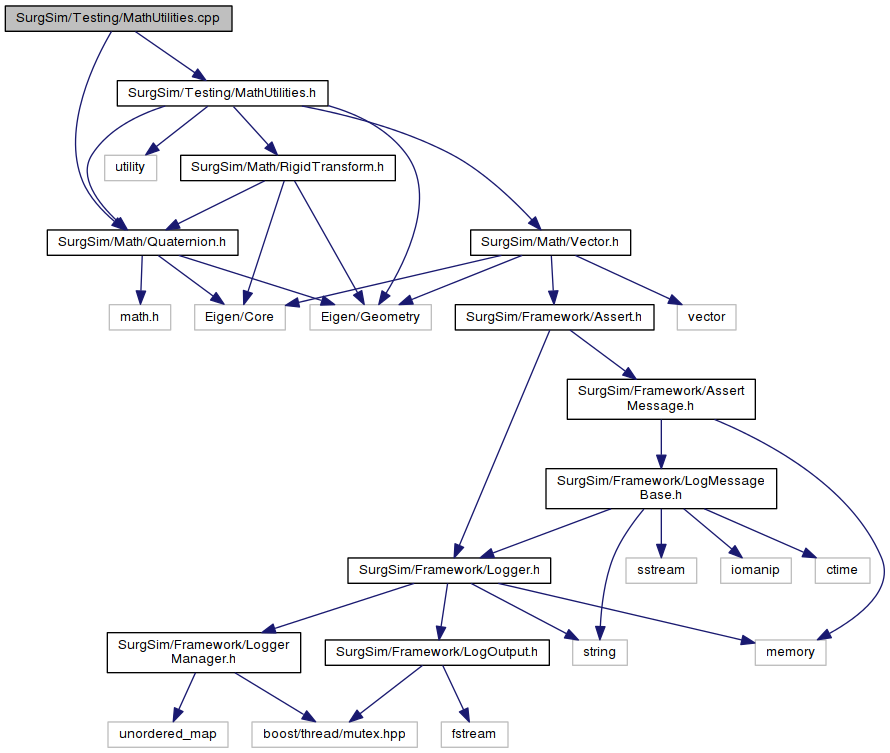 SurgSim/Testing/MathUtilities.cpp
SurgSim/Testing/MathUtilities.h
utility
SurgSim/Math/RigidTransform.h
SurgSim/Math/Quaternion.h
SurgSim/Math/Vector.h
math.h
Eigen/Core
Eigen/Geometry
SurgSim/Framework/Assert.h
vector
SurgSim/Framework/Assert
Message.h
SurgSim/Framework/LogMessage
Base.h
SurgSim/Framework/Logger.h
sstream
iomanip
ctime
SurgSim/Framework/Logger
Manager.h
SurgSim/Framework/LogOutput.h
string
memory
unordered_map
boost/thread/mutex.hpp
fstream